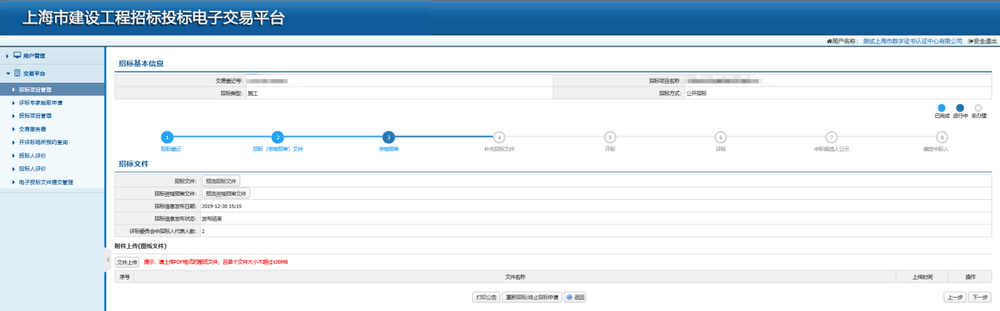 上海市建设工程招标投标电子交易平台
用户名称: 测试上海市数字证书认证中心有限公司 安全退出
用户管理
交易平台
招标项目管理
评标专家抽取申请
投标项目管理
交易服务费
开评标场所预约查询
投标人评价
招标人评价
电子投标文件提交管理
招标基本信息
交易登记号: 招标项目名称
招标类型: 施工 招标方式: 公开招标
已完成 进行中 未办理
1 2 3 4 5 6 7 8
招标登记 招标(资格预审)文件 资格预审 补充招标文件 开标 评标 中标候选人公示 确定中标人
招标文件
招标文件: 预览招标文件
招标资格预审文件: 预览资格预审文件
招标信息发布日期: 2019-12-30 15:15
招标信息发布状态: 发布结束
评标委员会中招标人代表人数: 2
附件上传(图纸文件)
文件上传 提示: 请上传PDF格式的图纸文件, 且单个文件大小不超过100MB
序号 文件名称 上传时间 操作
打印公告 重新招标/终止招标申请 返回 上一步 下一步